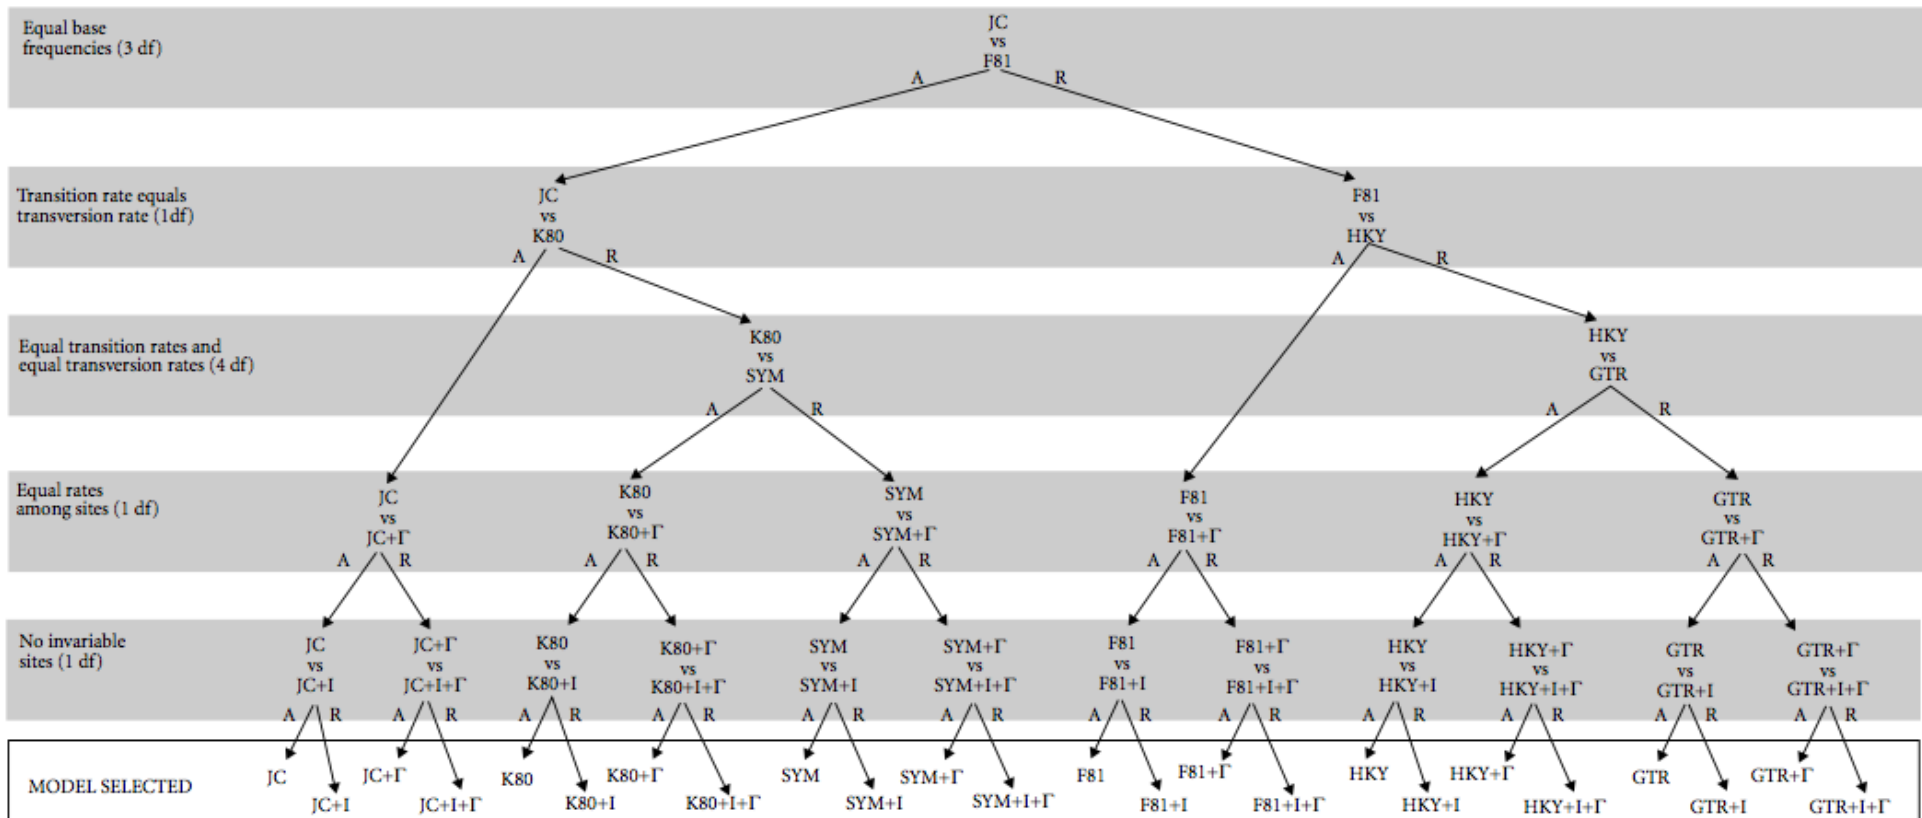 Equal base
frequencies (3 df)
JC
vs
F81
A
R
Transition rate equals
transversion rate (1df)
JC
vs
K80
A
R
F81
vs
HKY
A
R
Equal transition rates and
equal transversion rates (4 df)
K80
vs
SYM
A
R
HKY
vs
GTR
A
R
Equal rates
among sites (1 df)
JC
vs
JC+Γ
A
R
K80
vs
K80+Γ
A
R
SYM
vs
SYM+Γ
A
R
F81
vs
F81+Γ
A
R
HKY
vs
HKY+Γ
A
R
GTR
vs
GTR+Γ
A
R
No invariable
sites (1 df)
JC
vs
JC+I
A
R
JC+Γ
vs
JC+I+Γ
A
R
K80
vs
K80+I
A
R
K80+Γ
vs
K80+I+Γ
A
R
SYM
vs
SYM+I
A
R
SYM+Γ
vs
SYM+I+Γ
A
R
F81
vs
F81+I
A
R
F81+Γ
vs
F81+I+Γ
A
R
HKY
vs
HKY+I
A
R
HKY+Γ
vs
HKY+I+Γ
A
R
GTR
vs
GTR+I
A
R
GTR+Γ
vs
GTR+I+Γ
A
R
MODEL SELECTED
JC
JC+I
JC+Γ
JC+I+Γ
K80
K80+I
K80+Γ
K80+I+Γ
SYM
SYM+I
SYM+Γ
SYM+I+Γ
F81
F81+I
F81+Γ
F81+I+Γ
HKY
HKY+I
HKY+Γ
HKY+I+Γ
GTR
GTR+I
GTR+Γ
GTR+I+Γ